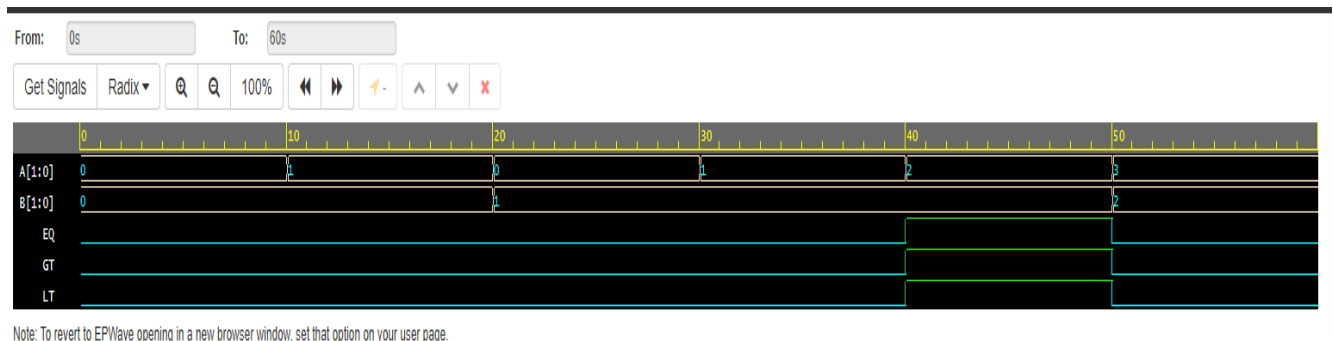 From: 0s To: 60s
Get Signals Radix 100% -
0 10 20 30 40 50
A[1:0] 0 1 0 1 2 3
B[1:0] 0 1 2
EQ
GT
LT
Note: To revert to EPWave opening in a new browser window, set that option on your user page.